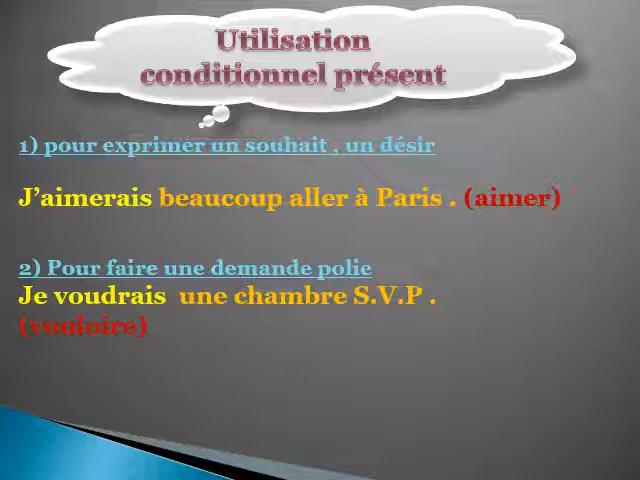 Utilisation
conditionnel présent
1) pour exprimer un souhait , un désir
J’aimerais beaucoup aller à Paris . (aimer)
2) Pour faire une demande polie
Je voudrais une chambre S.V.P .
(vouloire)